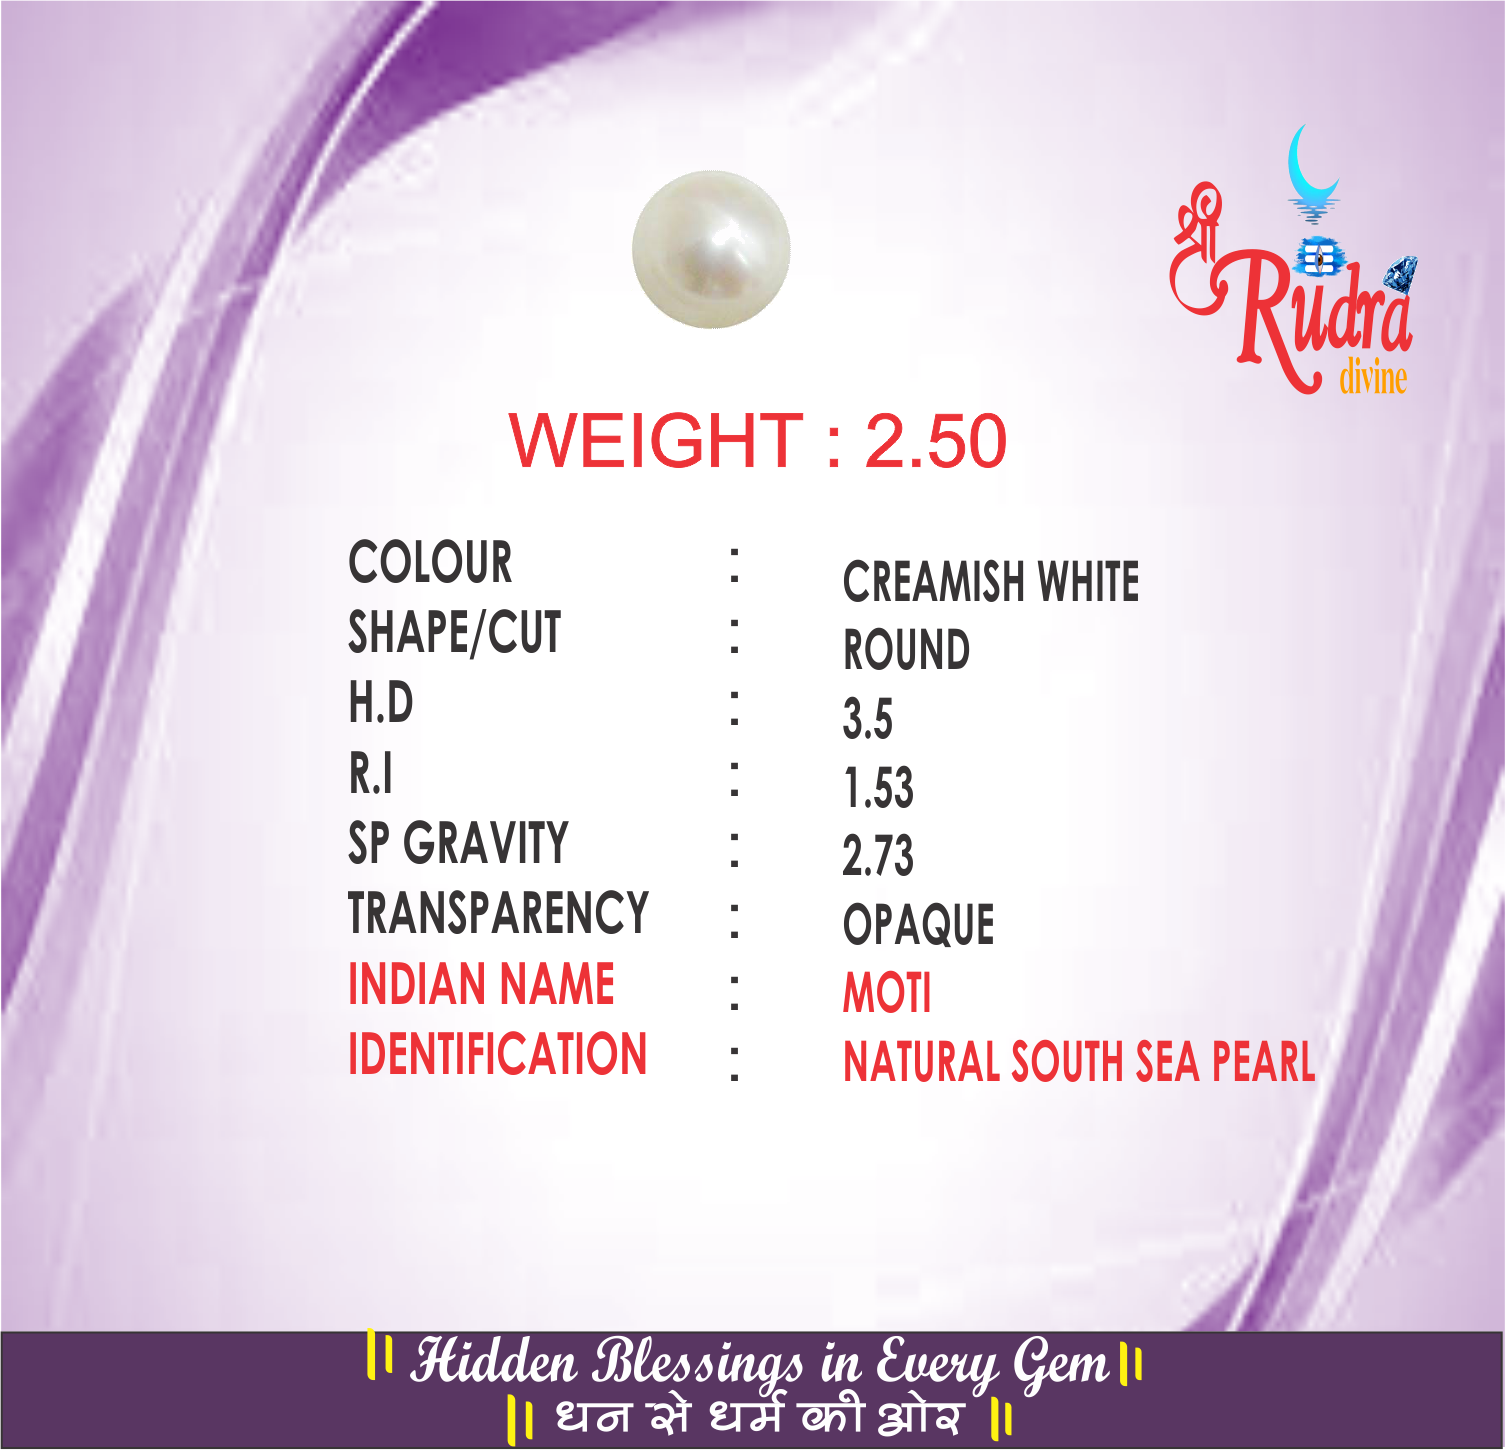 श्री
Rudra
divine
WEIGHT : 2.50
COLOUR : CREAMISH WHITE
SHAPE/CUT : ROUND
H.D : 3.5
R.I : 1.53
SP GRAVITY : 2.73
TRANSPARENCY : OPAQUE
INDIAN NAME : MOTI
IDENTIFICATION : NATURAL SOUTH SEA PEARL
॥ Hidden Blessings in Every Gem ॥
॥ धन से धर्म की ओर ॥